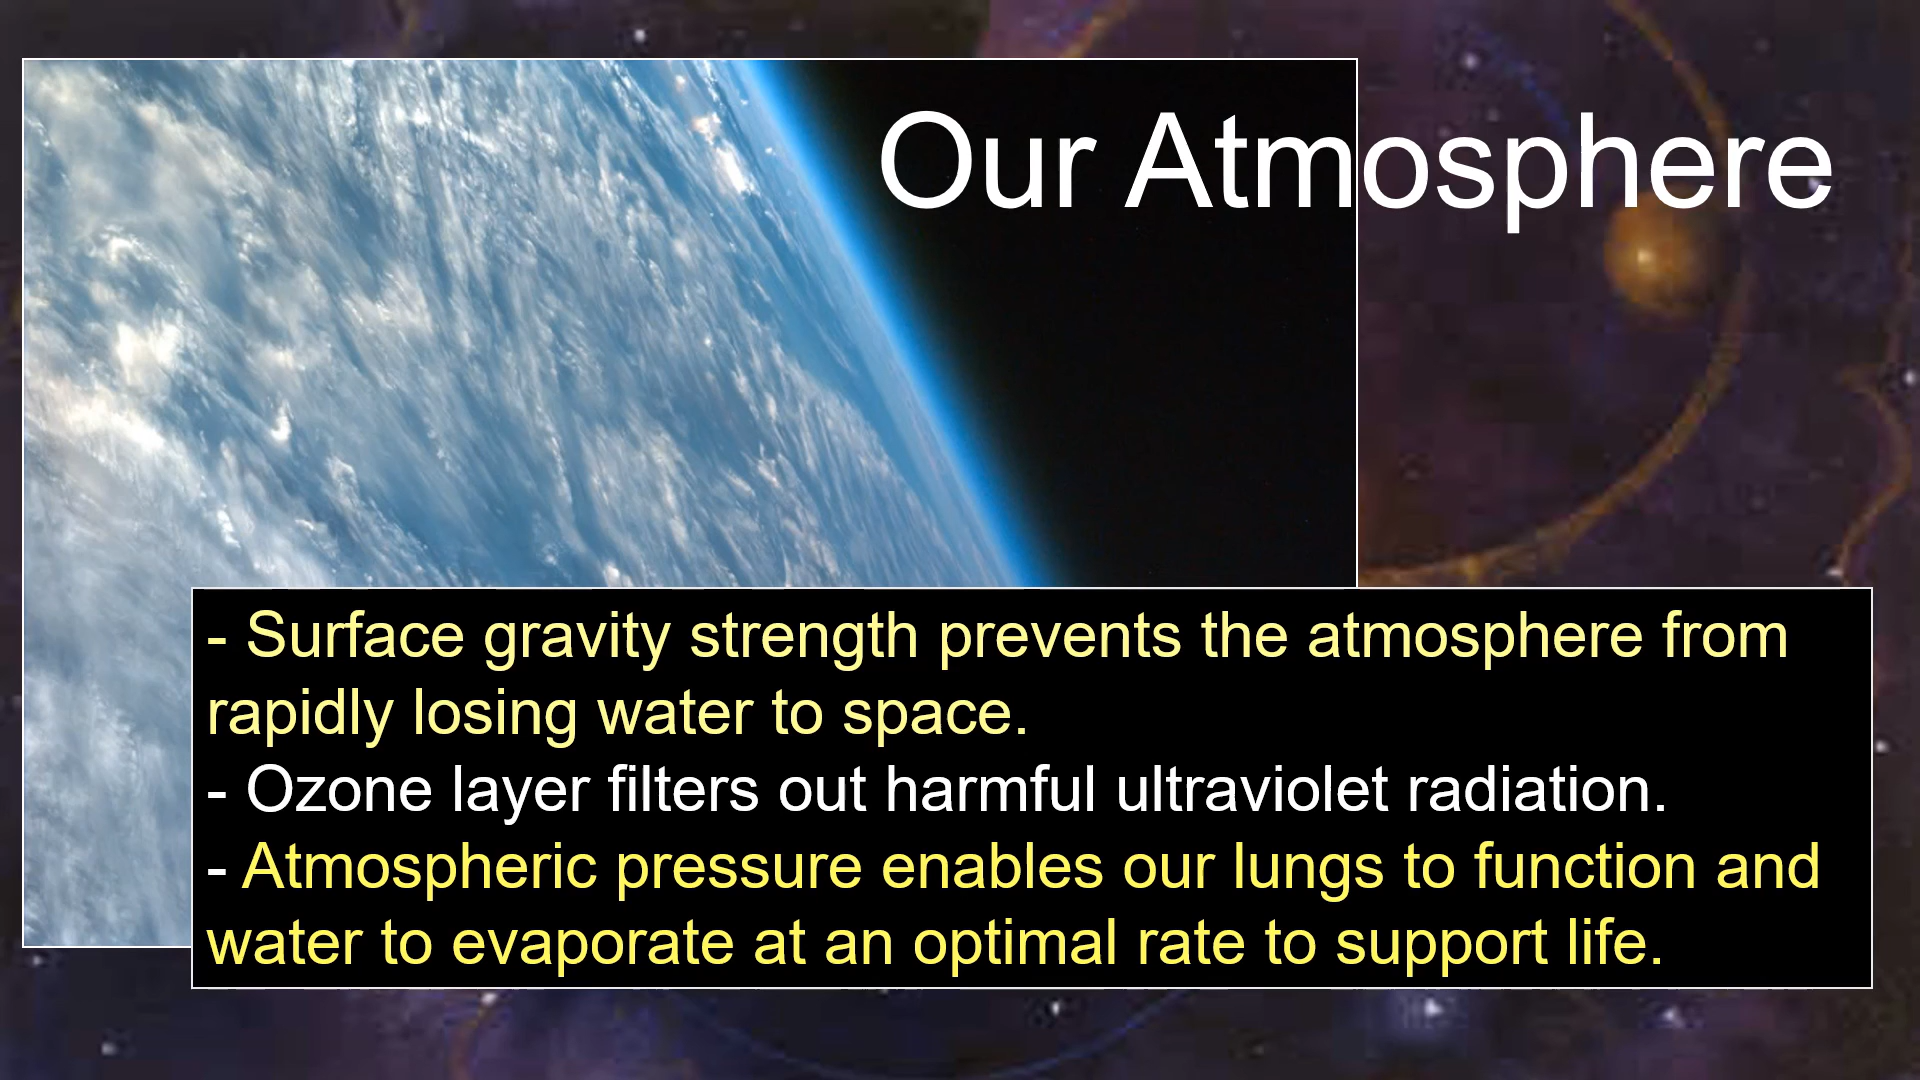 Our Atmosphere
- Surface gravity strength prevents the atmosphere from
rapidly losing water to space.
- Ozone layer filters out harmful ultraviolet radiation.
- Atmospheric pressure enables our lungs to function and
water to evaporate at an optimal rate to support life.